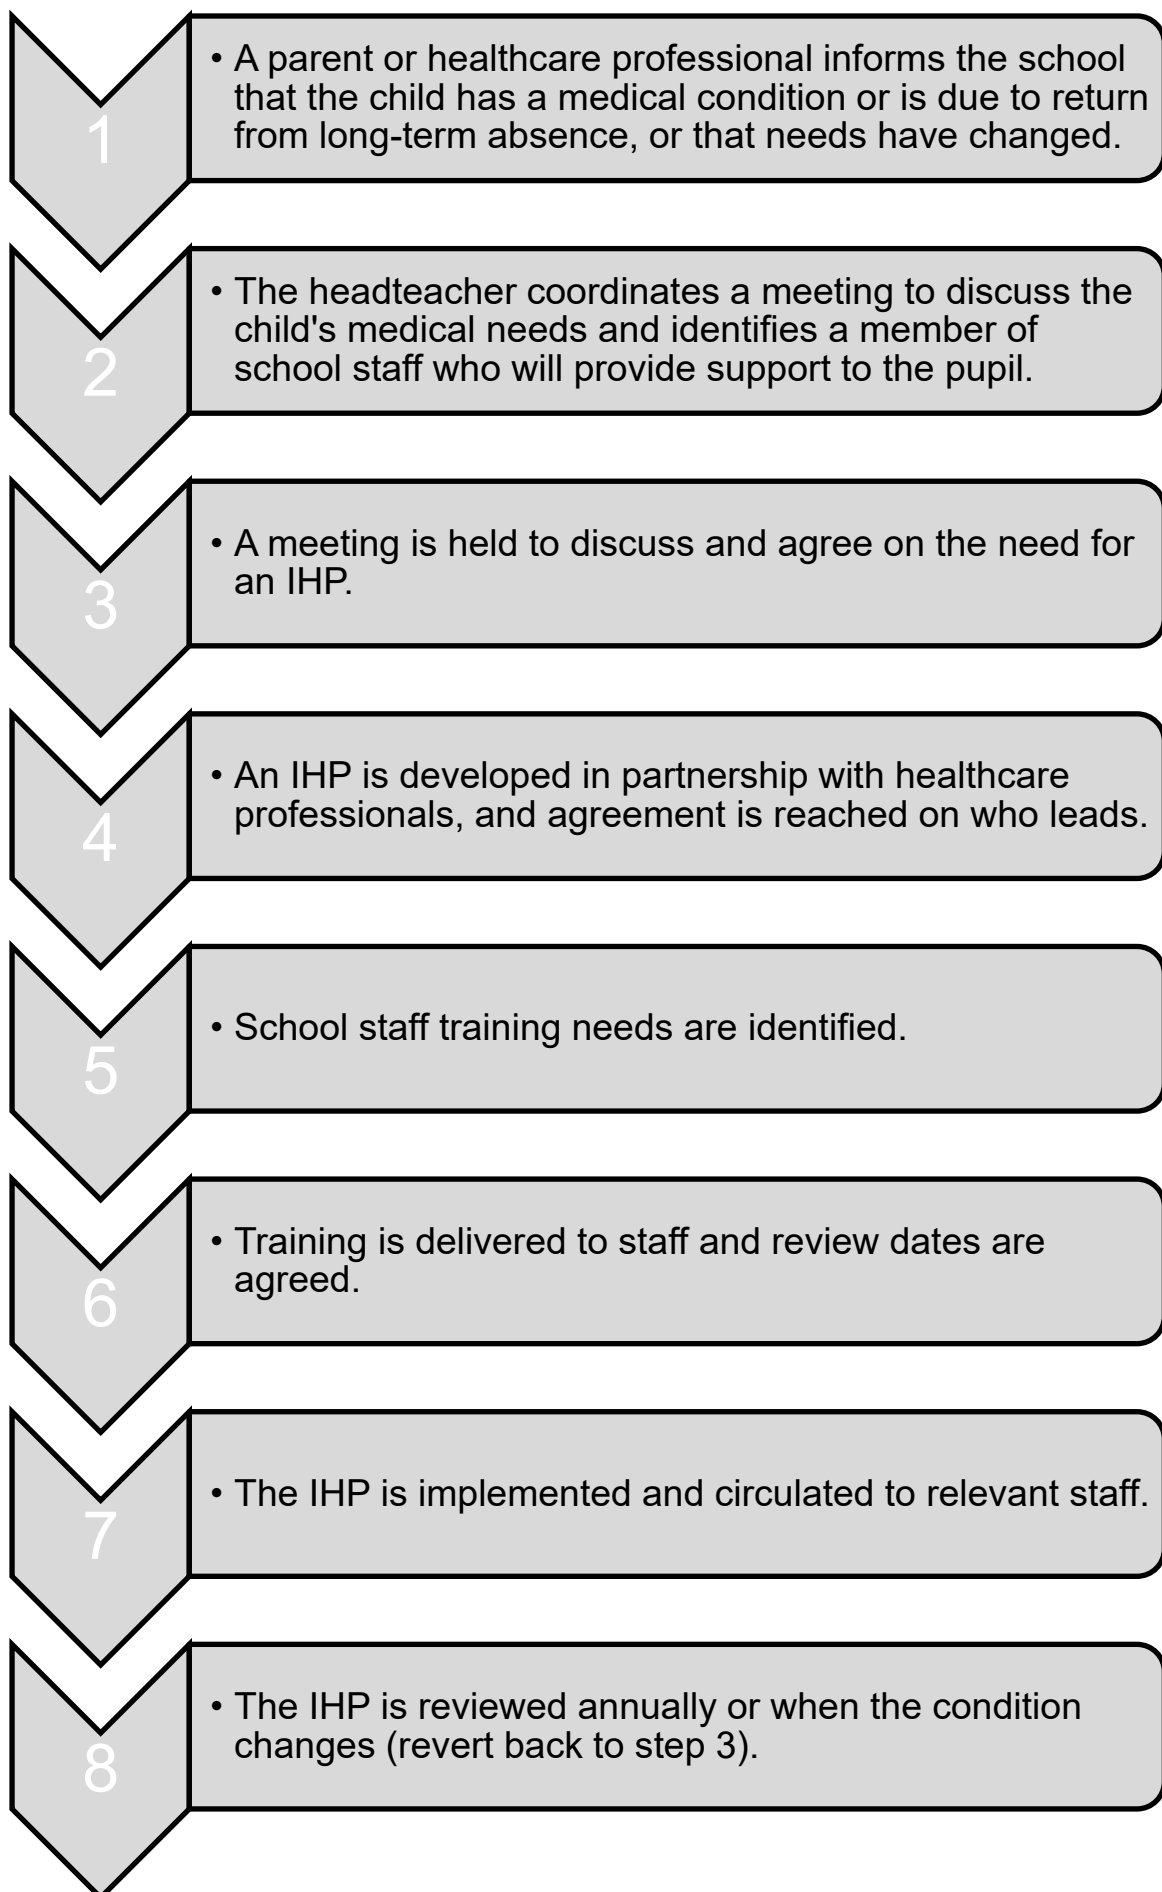 1
• A parent or healthcare professional informs the school
that the child has a medical condition or is due to return
from long-term absence, or that needs have changed.
2
• The headteacher coordinates a meeting to discuss the
child's medical needs and identifies a member of
school staff who will provide support to the pupil.
3
• A meeting is held to discuss and agree on the need for
an IHP.
4
• An IHP is developed in partnership with healthcare
professionals, and agreement is reached on who leads.
5
• School staff training needs are identified.
6
• Training is delivered to staff and review dates are
agreed.
7
• The IHP is implemented and circulated to relevant staff.
8
• The IHP is reviewed annually or when the condition
changes (revert back to step 3).